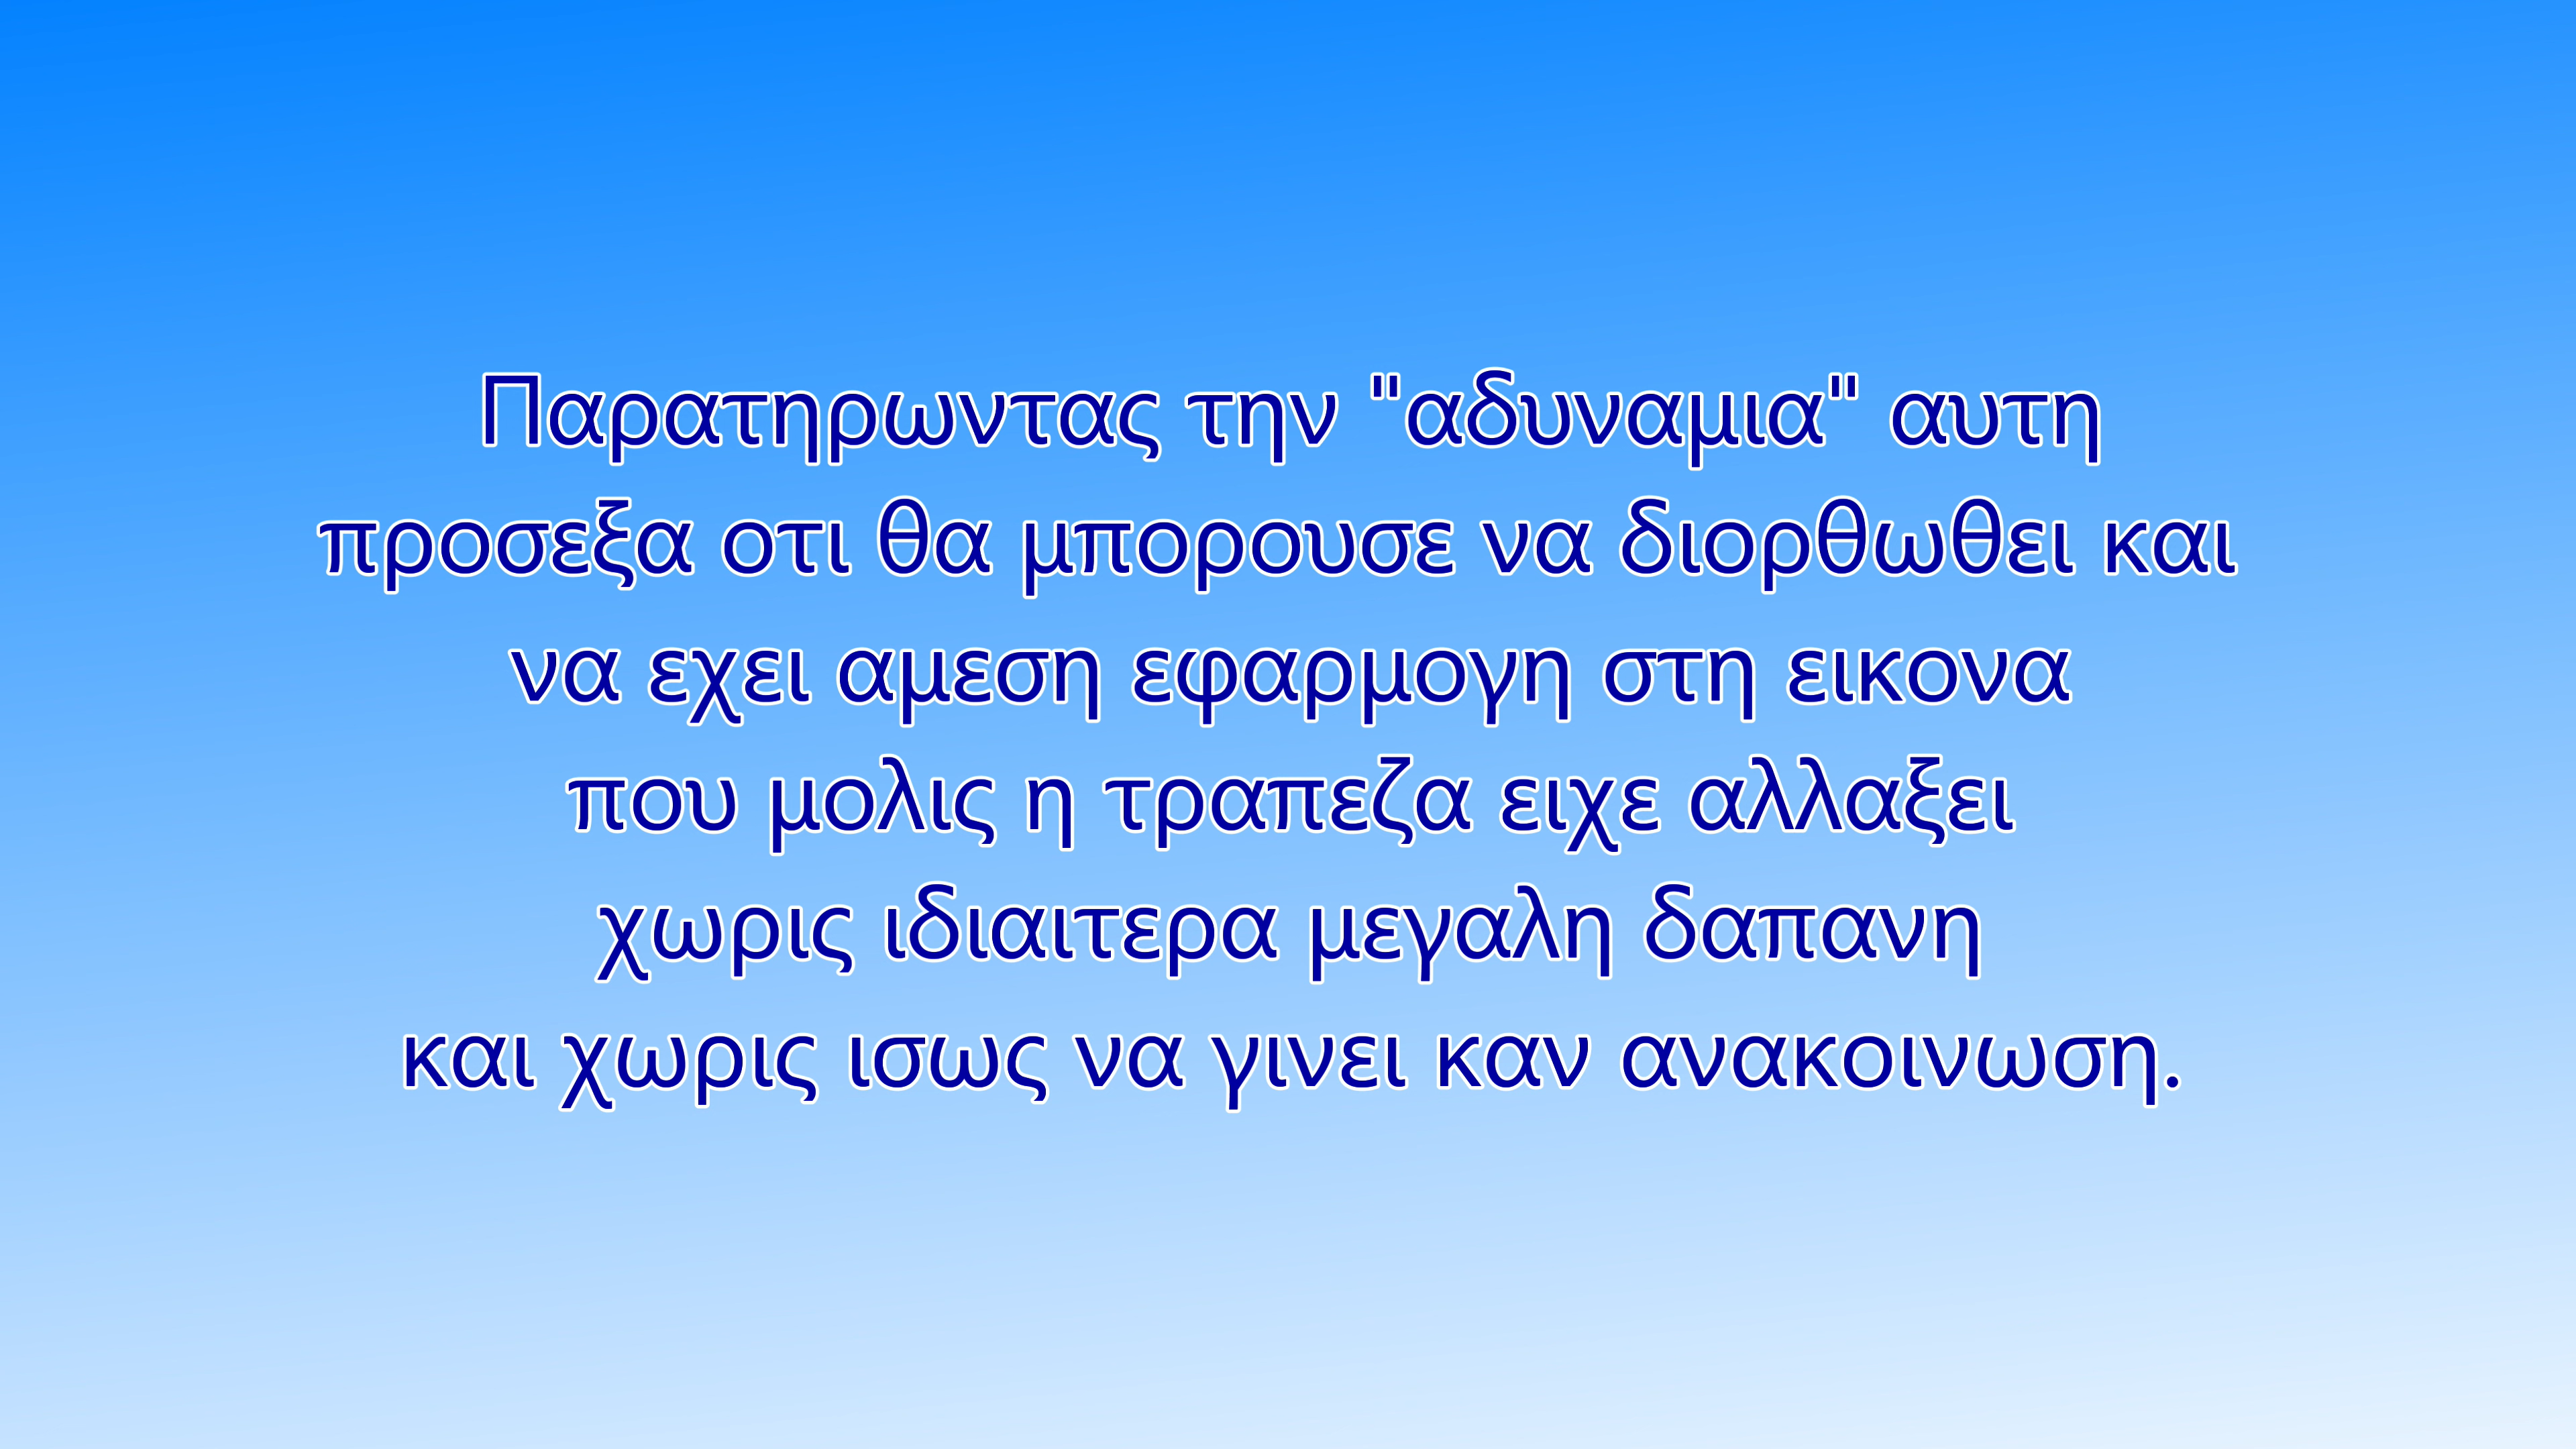 Παρατηρωντας την "αδυναμια" αυτη
προσεξα οτι θα μπορουσε να διορθωθει και
να εχει αμεση εφαρμογη στη εικονα
που μολις η τραπεζα ειχε αλλαξει
χωρις ιδιαιτερα μεγαλη δαπανη
και χωρις ισως να γινει καν ανακοινωση.